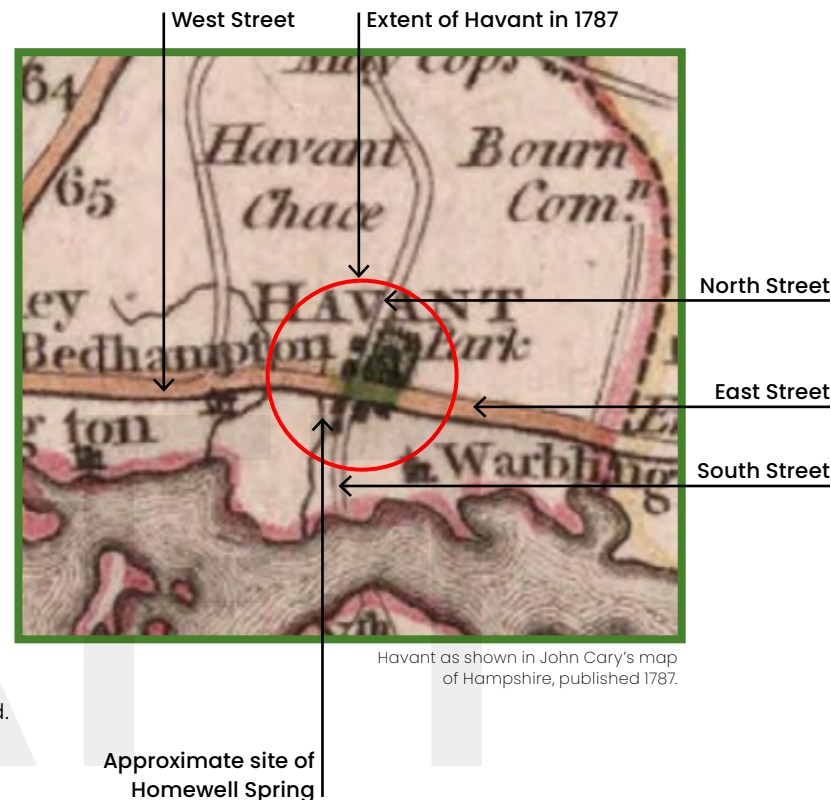 West Street
Extent of Havant in 1787
64
65
Havant
Chace
Bourn
Com.n
North Street
HAVANT
ey
Bedhampton
Park
East Street
ton
Warbling
South Street
Havant as shown in John Cary’s map
of Hampshire, published 1787.
d.
Approximate site of
Homewell Spring